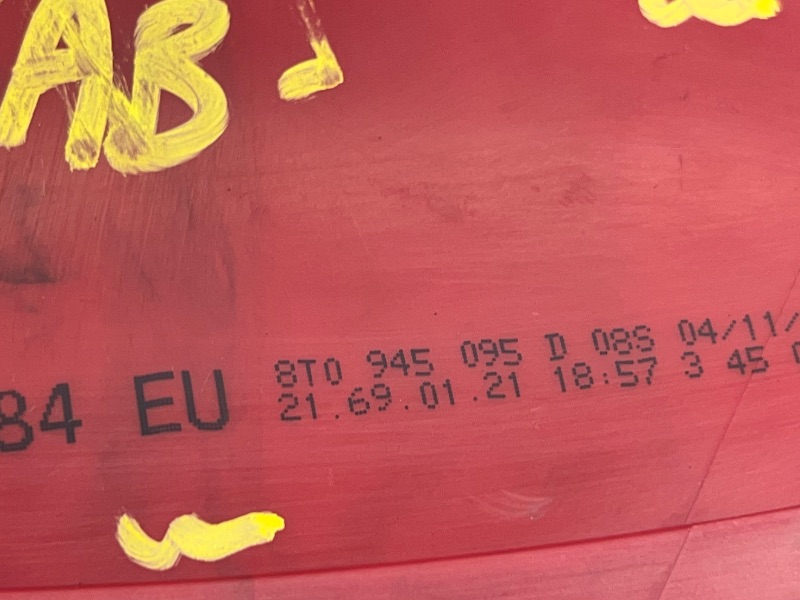 AB
84 EU
8T0 945 095 D 08S 04/11/
21.69.01.21 18:57 3 45